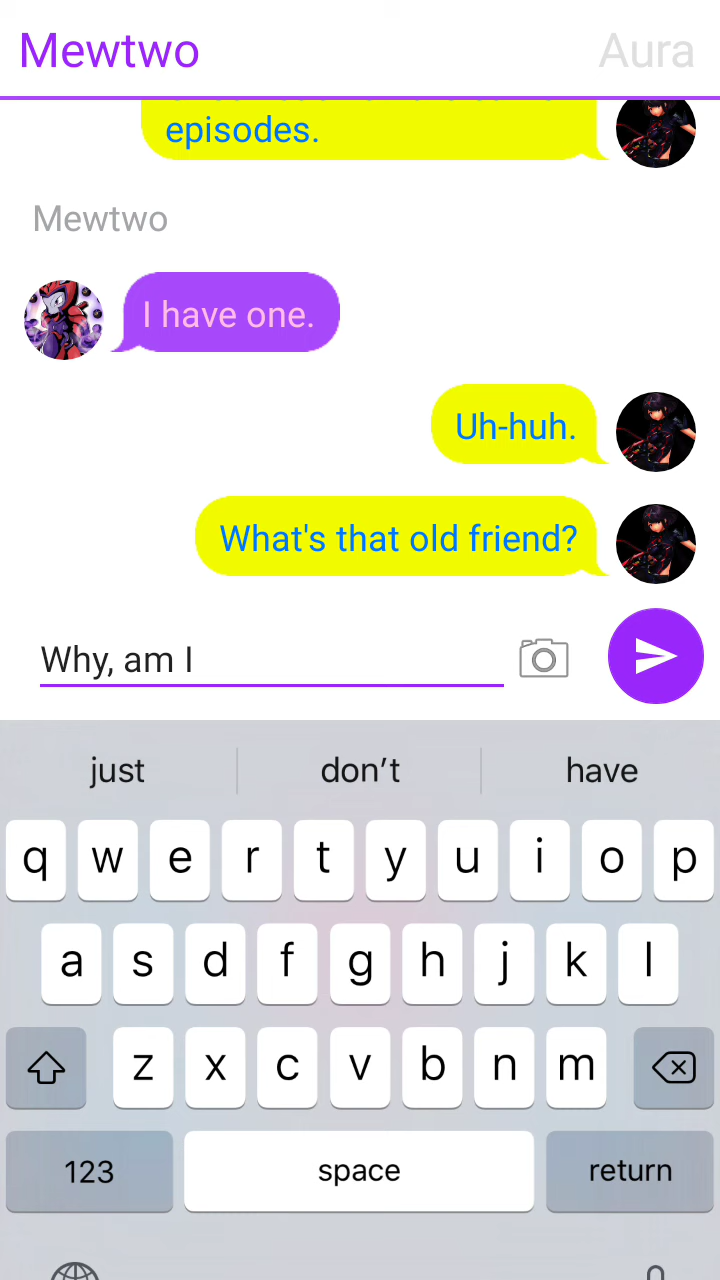 Mewtwo Aura
episodes.
Mewtwo
I have one.
Uh-huh.
What's that old friend?
Why, am I
just don't have
q w e r t y u i o p
a s d f g h j k l
z x c v b n m
123 space return